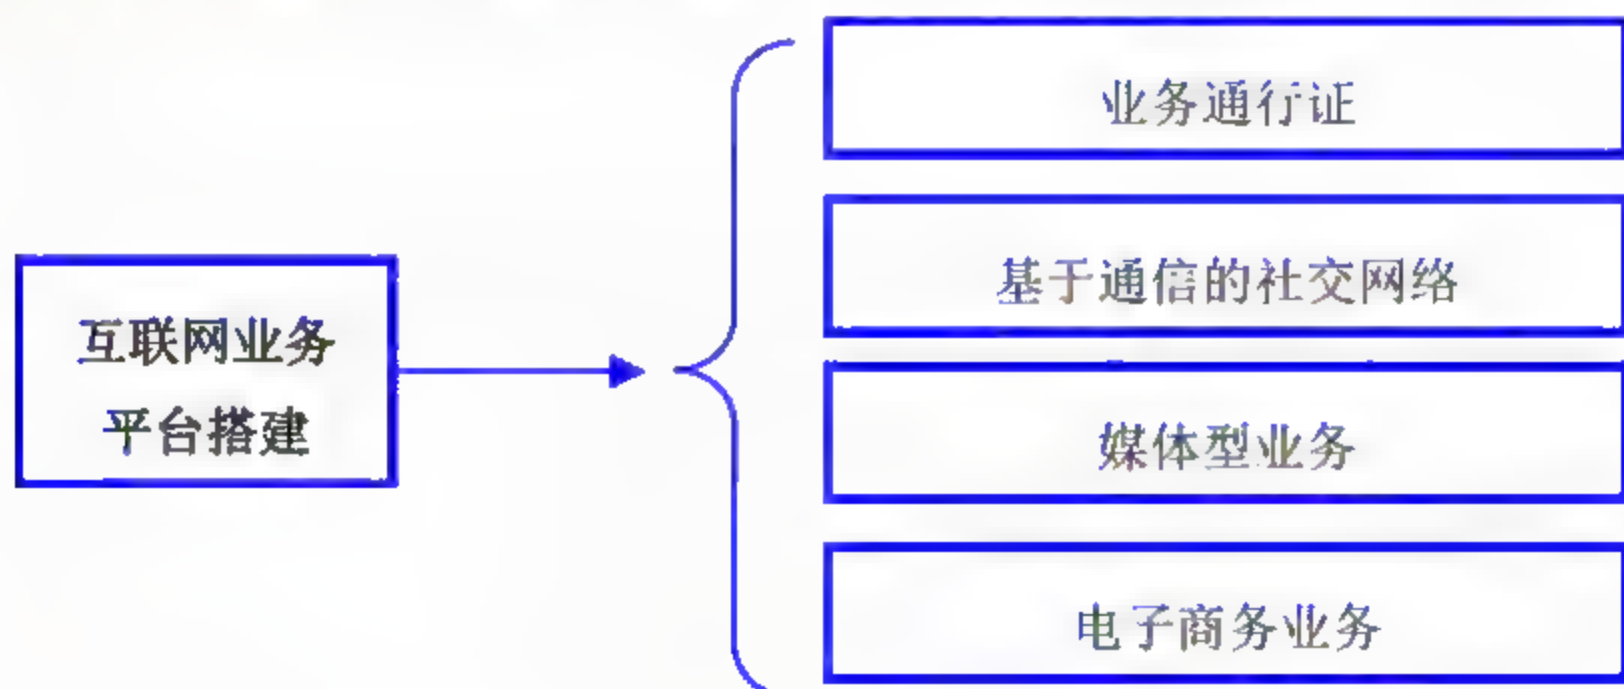 互联网业务
平台搭建
业务通行证
基于通信的社交网络
媒体型业务
电子商务业务